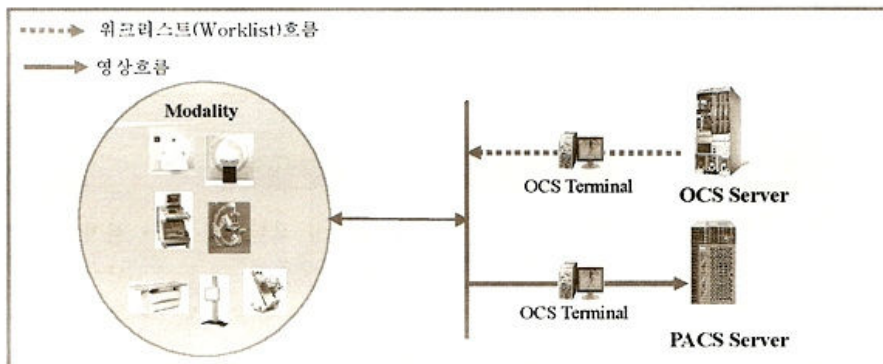 워크리스트(Worklist)흐름
영상흐름
Modality
OCS Terminal
OCS Server
OCS Terminal
PACS Server